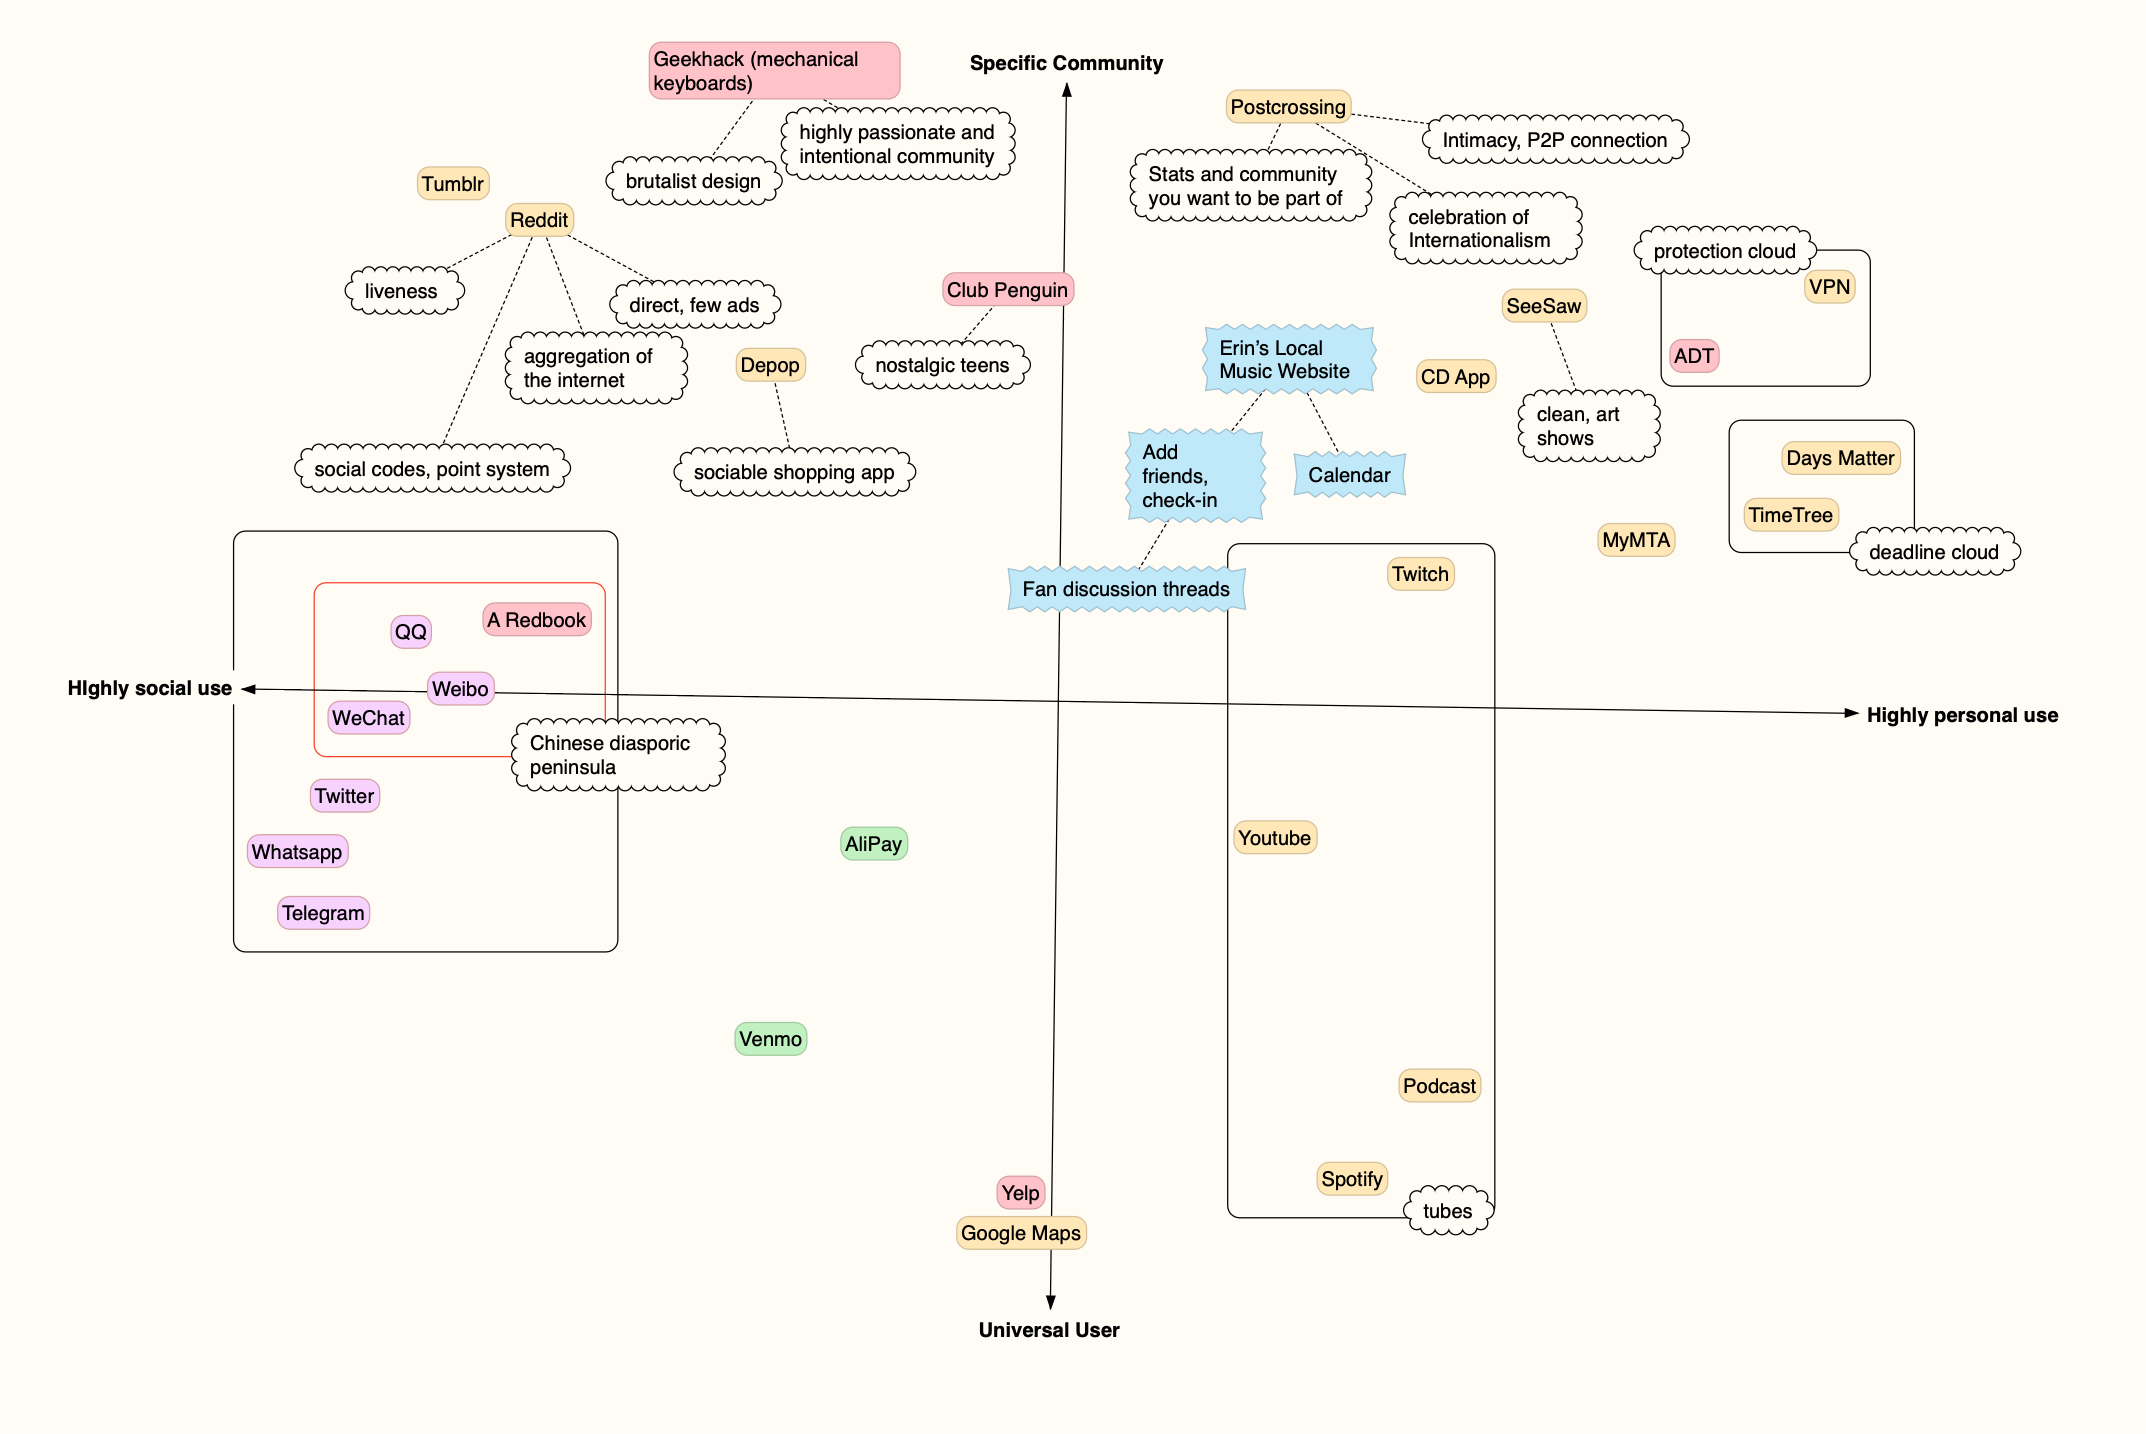 Geekhack (mechanical
keyboards)
Specific Community
Postcrossing
highly passionate and
intentional community
Intimacy, P2P connection
Tumblr
brutalist design
Stats and community
you want to be part of
Reddit
celebration of
Internationalism
protection cloud
liveness
direct, few ads
Club Penguin
SeeSaw
VPN
aggregation of
the internet
Depop
nostalgic teens
Erin’s Local
Music Website
CD App
ADT
clean, art
shows
social codes, point system
sociable shopping app
Add
friends,
check-in
Calendar
Days Matter
TimeTree
MyMTA
deadline cloud
Twitch
Fan discussion threads
QQ
A Redbook
HIghly social use
Weibo
WeChat
Highly personal use
Chinese diasporic
peninsula
Twitter
Whatsapp
AliPay
Youtube
Telegram
Venmo
Podcast
Yelp
Spotify
tubes
Google Maps
Universal User